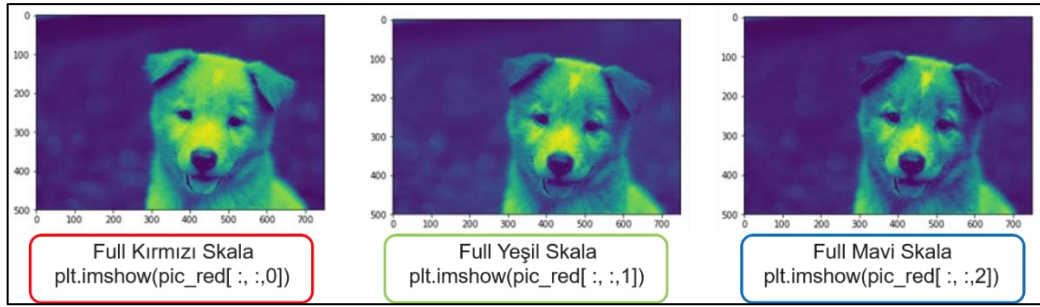 0
100
200
300
400
500
0 100 200 300 400 500 600 700
0
100
200
300
400
500
0 100 200 300 400 500 600 700
0
100
200
300
400
500
0 100 200 300 400 500 600 700
Full Kırmızı Skala
plt.imshow(pic_red[ :, :,0])
Full Yeşil Skala
plt.imshow(pic_red[ :, :,1])
Full Mavi Skala
plt.imshow(pic_red[ :, :,2])